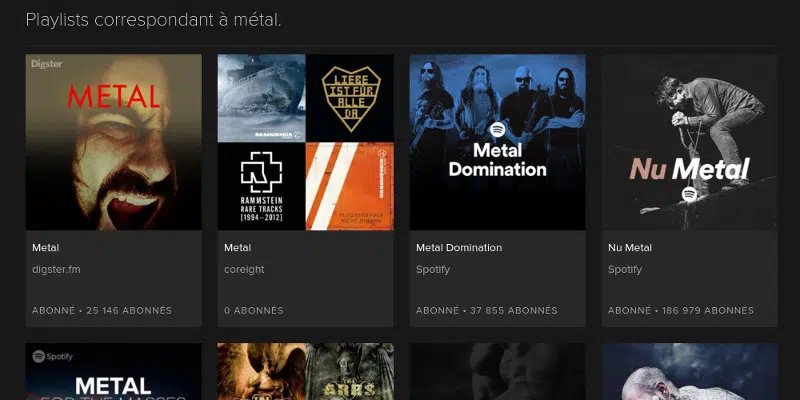 Playlists correspondant à métal.
Digster
METAL
RAMMSTEIN
LIEBE
IST FÜR
ALLE
DA
RAMMSTEIN
RARE TRACKS
[1994–2012]
RAMMSTEIN
Metal
Domination
Nu Metal
Metal
digster.fm
ABONNÉ • 25 146 ABONNÉS
Metal
coreight
0 ABONNÉS
Metal Domination
Spotify
ABONNÉ • 37 855 ABONNÉS
Nu Metal
Spotify
ABONNÉ • 186 979 ABONNÉS
Spotify
METAL
FOR THE MASSES